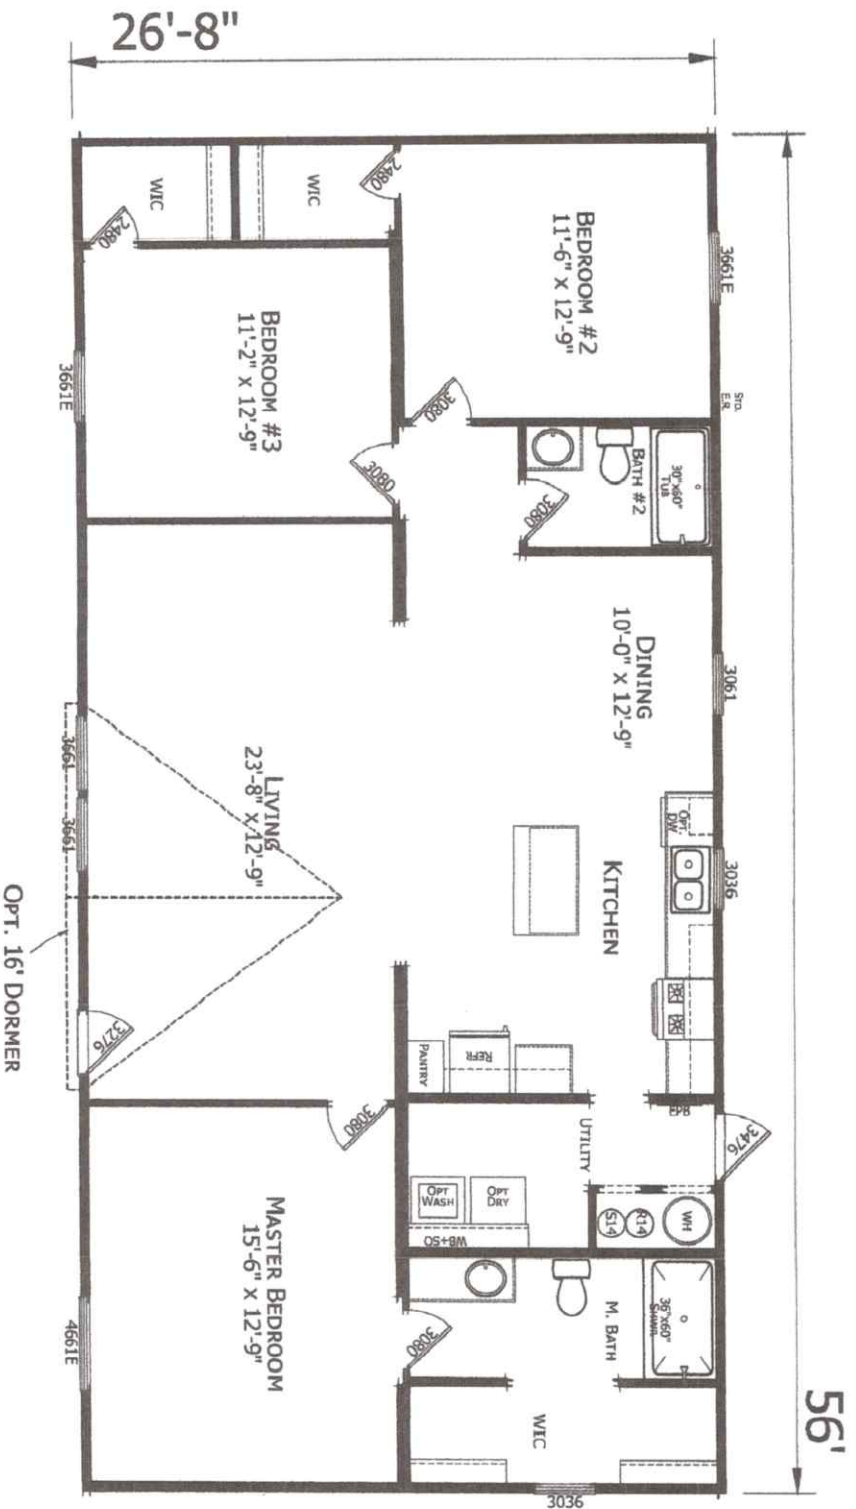 26'-8"
56'
WIC
WIC
2480
2480
BEDROOM #2
11'-6" x 12'-9"
3661E
BEDROOM #3
11'-2" x 12'-9"
3661E
STD.
E.R.
3080
3080
BATH #2
30"x60"
TUB
3080
DINING
10'-0" x 12'-9"
3061
LIVING
23'-8" x 12'-9"
3661
3661
OPT.
DW
3036
KITCHEN
OPT. 16' DORMER
3276
PANTRY
REFR
EPB
3476
UTILITY
3080
OPT
WASH
OPT
DRY
WB+SO
S14
R14
WH
MASTER BEDROOM
15'-6" x 12'-9"
4661E
M. BATH
36"x60"
SHWR.
3080
WIC
3036